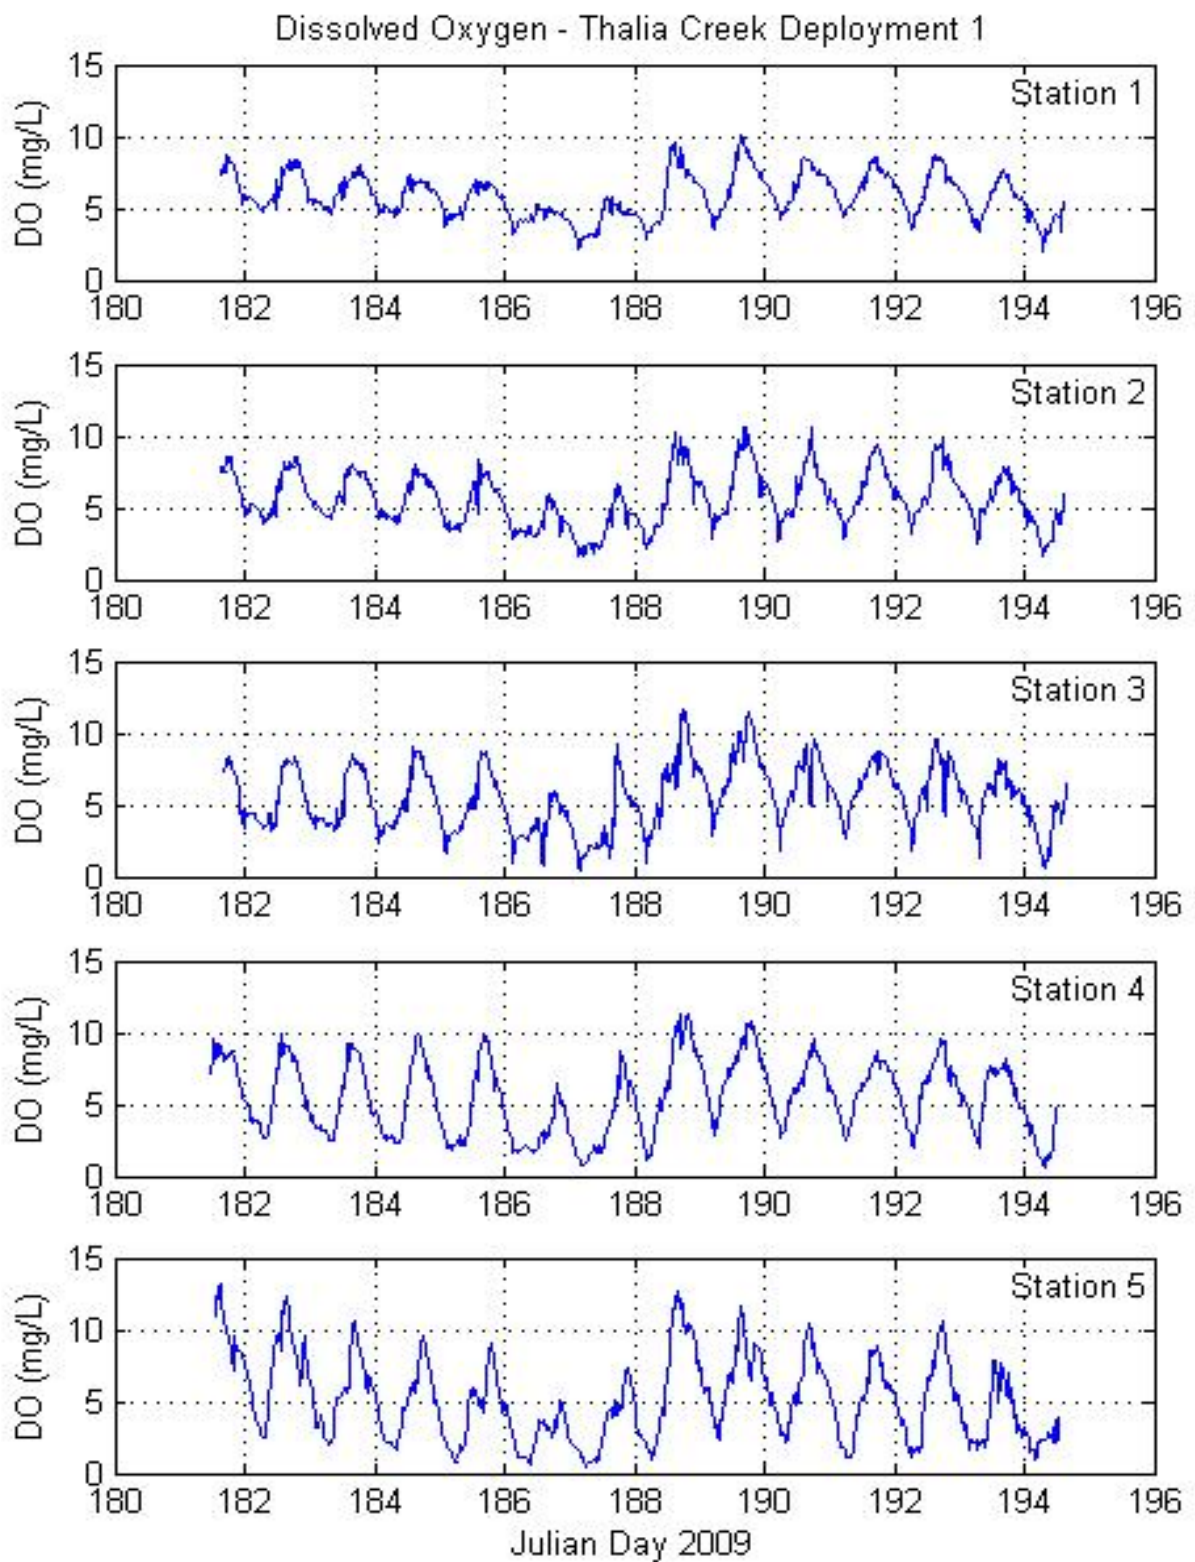 Dissolved Oxygen - Thalia Creek Deployment 1
15
10
5
0
DO (mg/L)
Station 1
180 182 184 186 188 190 192 194 196
15
10
5
0
DO (mg/L)
Station 2
180 182 184 186 188 190 192 194 196
15
10
5
0
DO (mg/L)
Station 3
180 182 184 186 188 190 192 194 196
15
10
5
0
DO (mg/L)
Station 4
180 182 184 186 188 190 192 194 196
15
10
5
0
DO (mg/L)
Station 5
180 182 184 186 188 190 192 194 196
Julian Day 2009